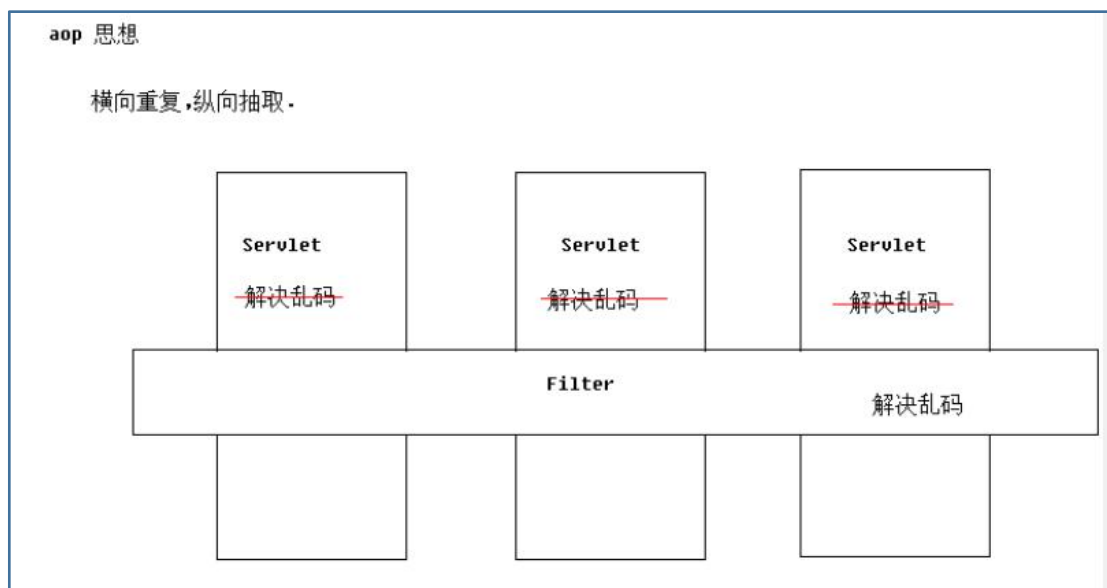 aop 思想
横向重复,纵向抽取.
Servlet
解决乱码
Servlet
解决乱码
Servlet
解决乱码
Filter
解决乱码